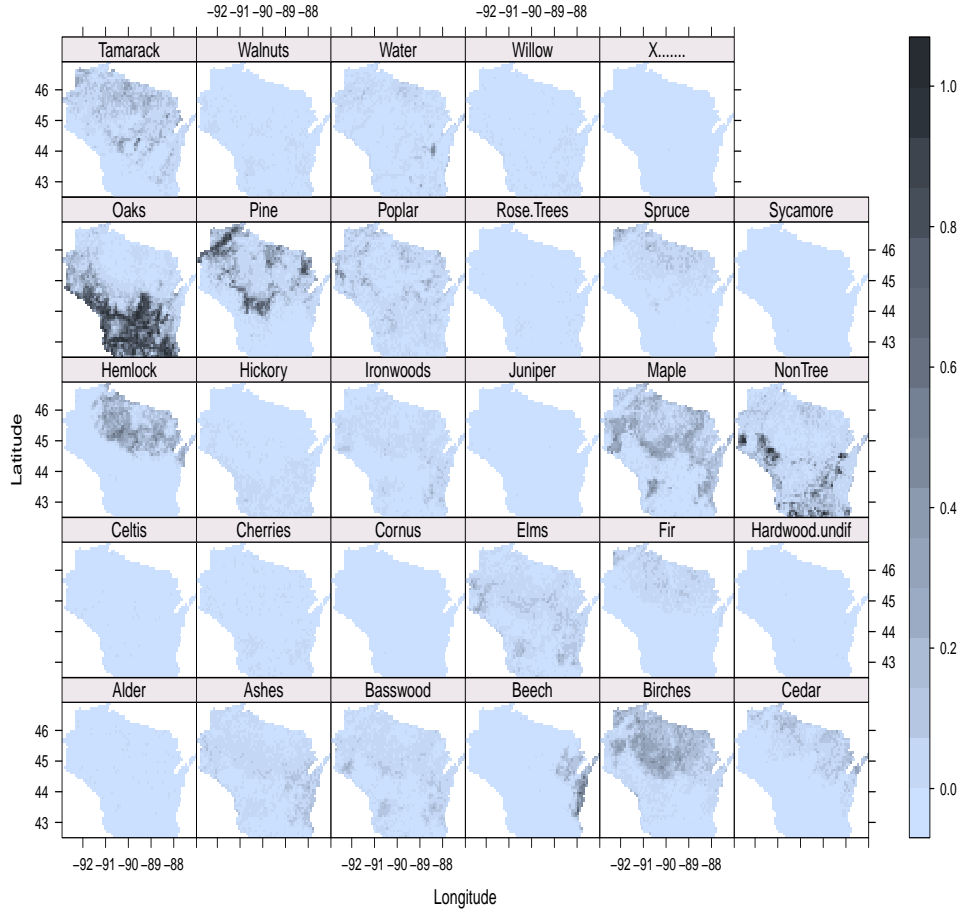 −92 −91 −90 −89 −88 −92 −91 −90 −89 −88
Tamarack Walnuts Water Willow X.......
46
45
44
43
1.0
0.8
0.6
0.4
0.2
0.0
Oaks Pine Poplar Rose.Trees Spruce Sycamore
46
45
44
43
Hemlock Hickory Ironwoods Juniper Maple NonTree
46
45
44
43
Latitude
Celtis Cherries Cornus Elms Fir Hardwood.undif
46
45
44
43
Alder Ashes Basswood Beech Birches Cedar
46
45
44
43
−92 −91 −90 −89 −88 −92 −91 −90 −89 −88 −92 −91 −90 −89 −88
Longitude